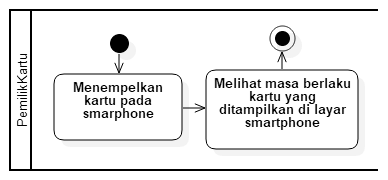 PemilikKartu
Menempelkan
kartu pada
smarphone
Melihat masa berlaku
kartu yang
ditampilkan di layar
smartphone